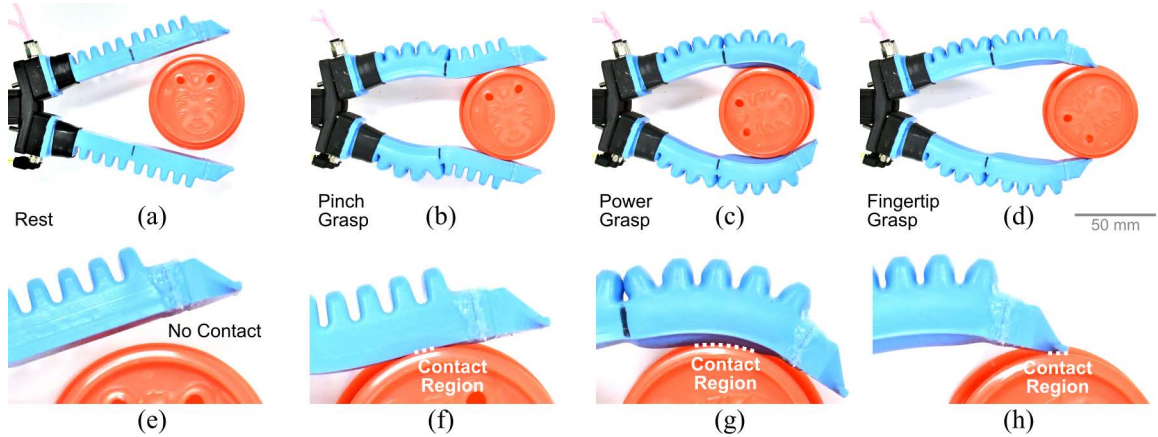 Rest
(a)
Pinch
Grasp
(b)
Power
Grasp
(c)
Fingertip
Grasp
(d)
50 mm
No Contact
(e)
Contact
Region
(f)
Contact
Region
(g)
Contact
Region
(h)